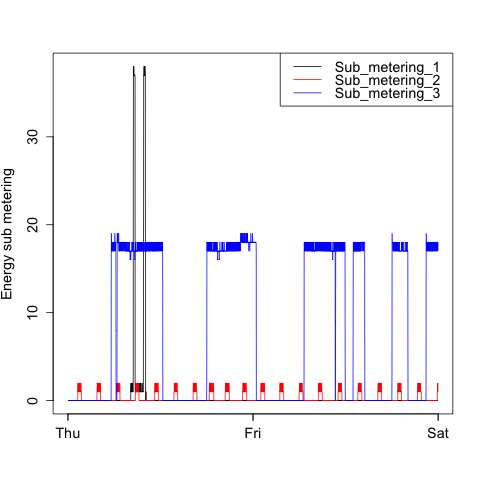 Sub_metering_1
Sub_metering_2
Sub_metering_3
Energy sub metering
30
20
10
0
Thu Fri Sat